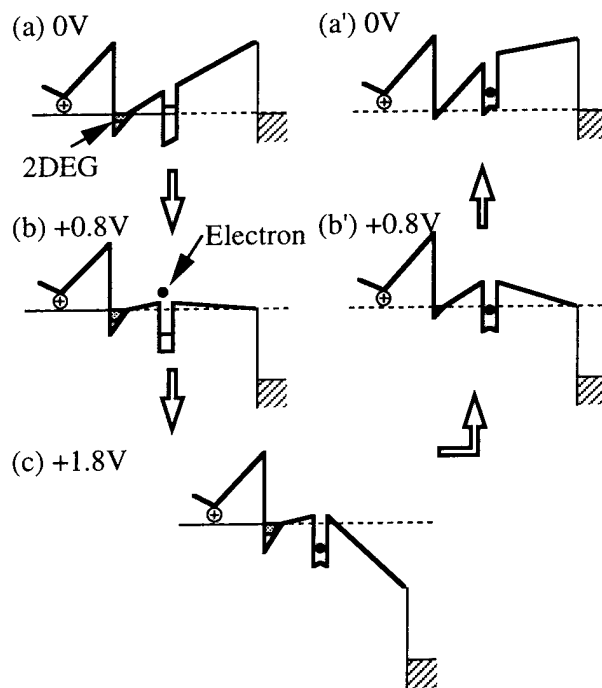 (a) 0V
(a') 0V
2DEG
(b) +0.8V
Electron
(b') +0.8V
(c) +1.8V